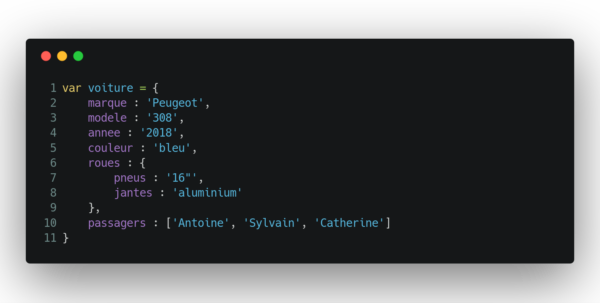 1 var voiture = {
2     marque : 'Peugeot',
3     modele : '308',
4     annee : '2018',
5     couleur : 'bleu',
6     roues : {
7         pneus : '16"',
8         jantes : 'aluminium'
9     },
10     passagers : ['Antoine', 'Sylvain', 'Catherine']
11 }